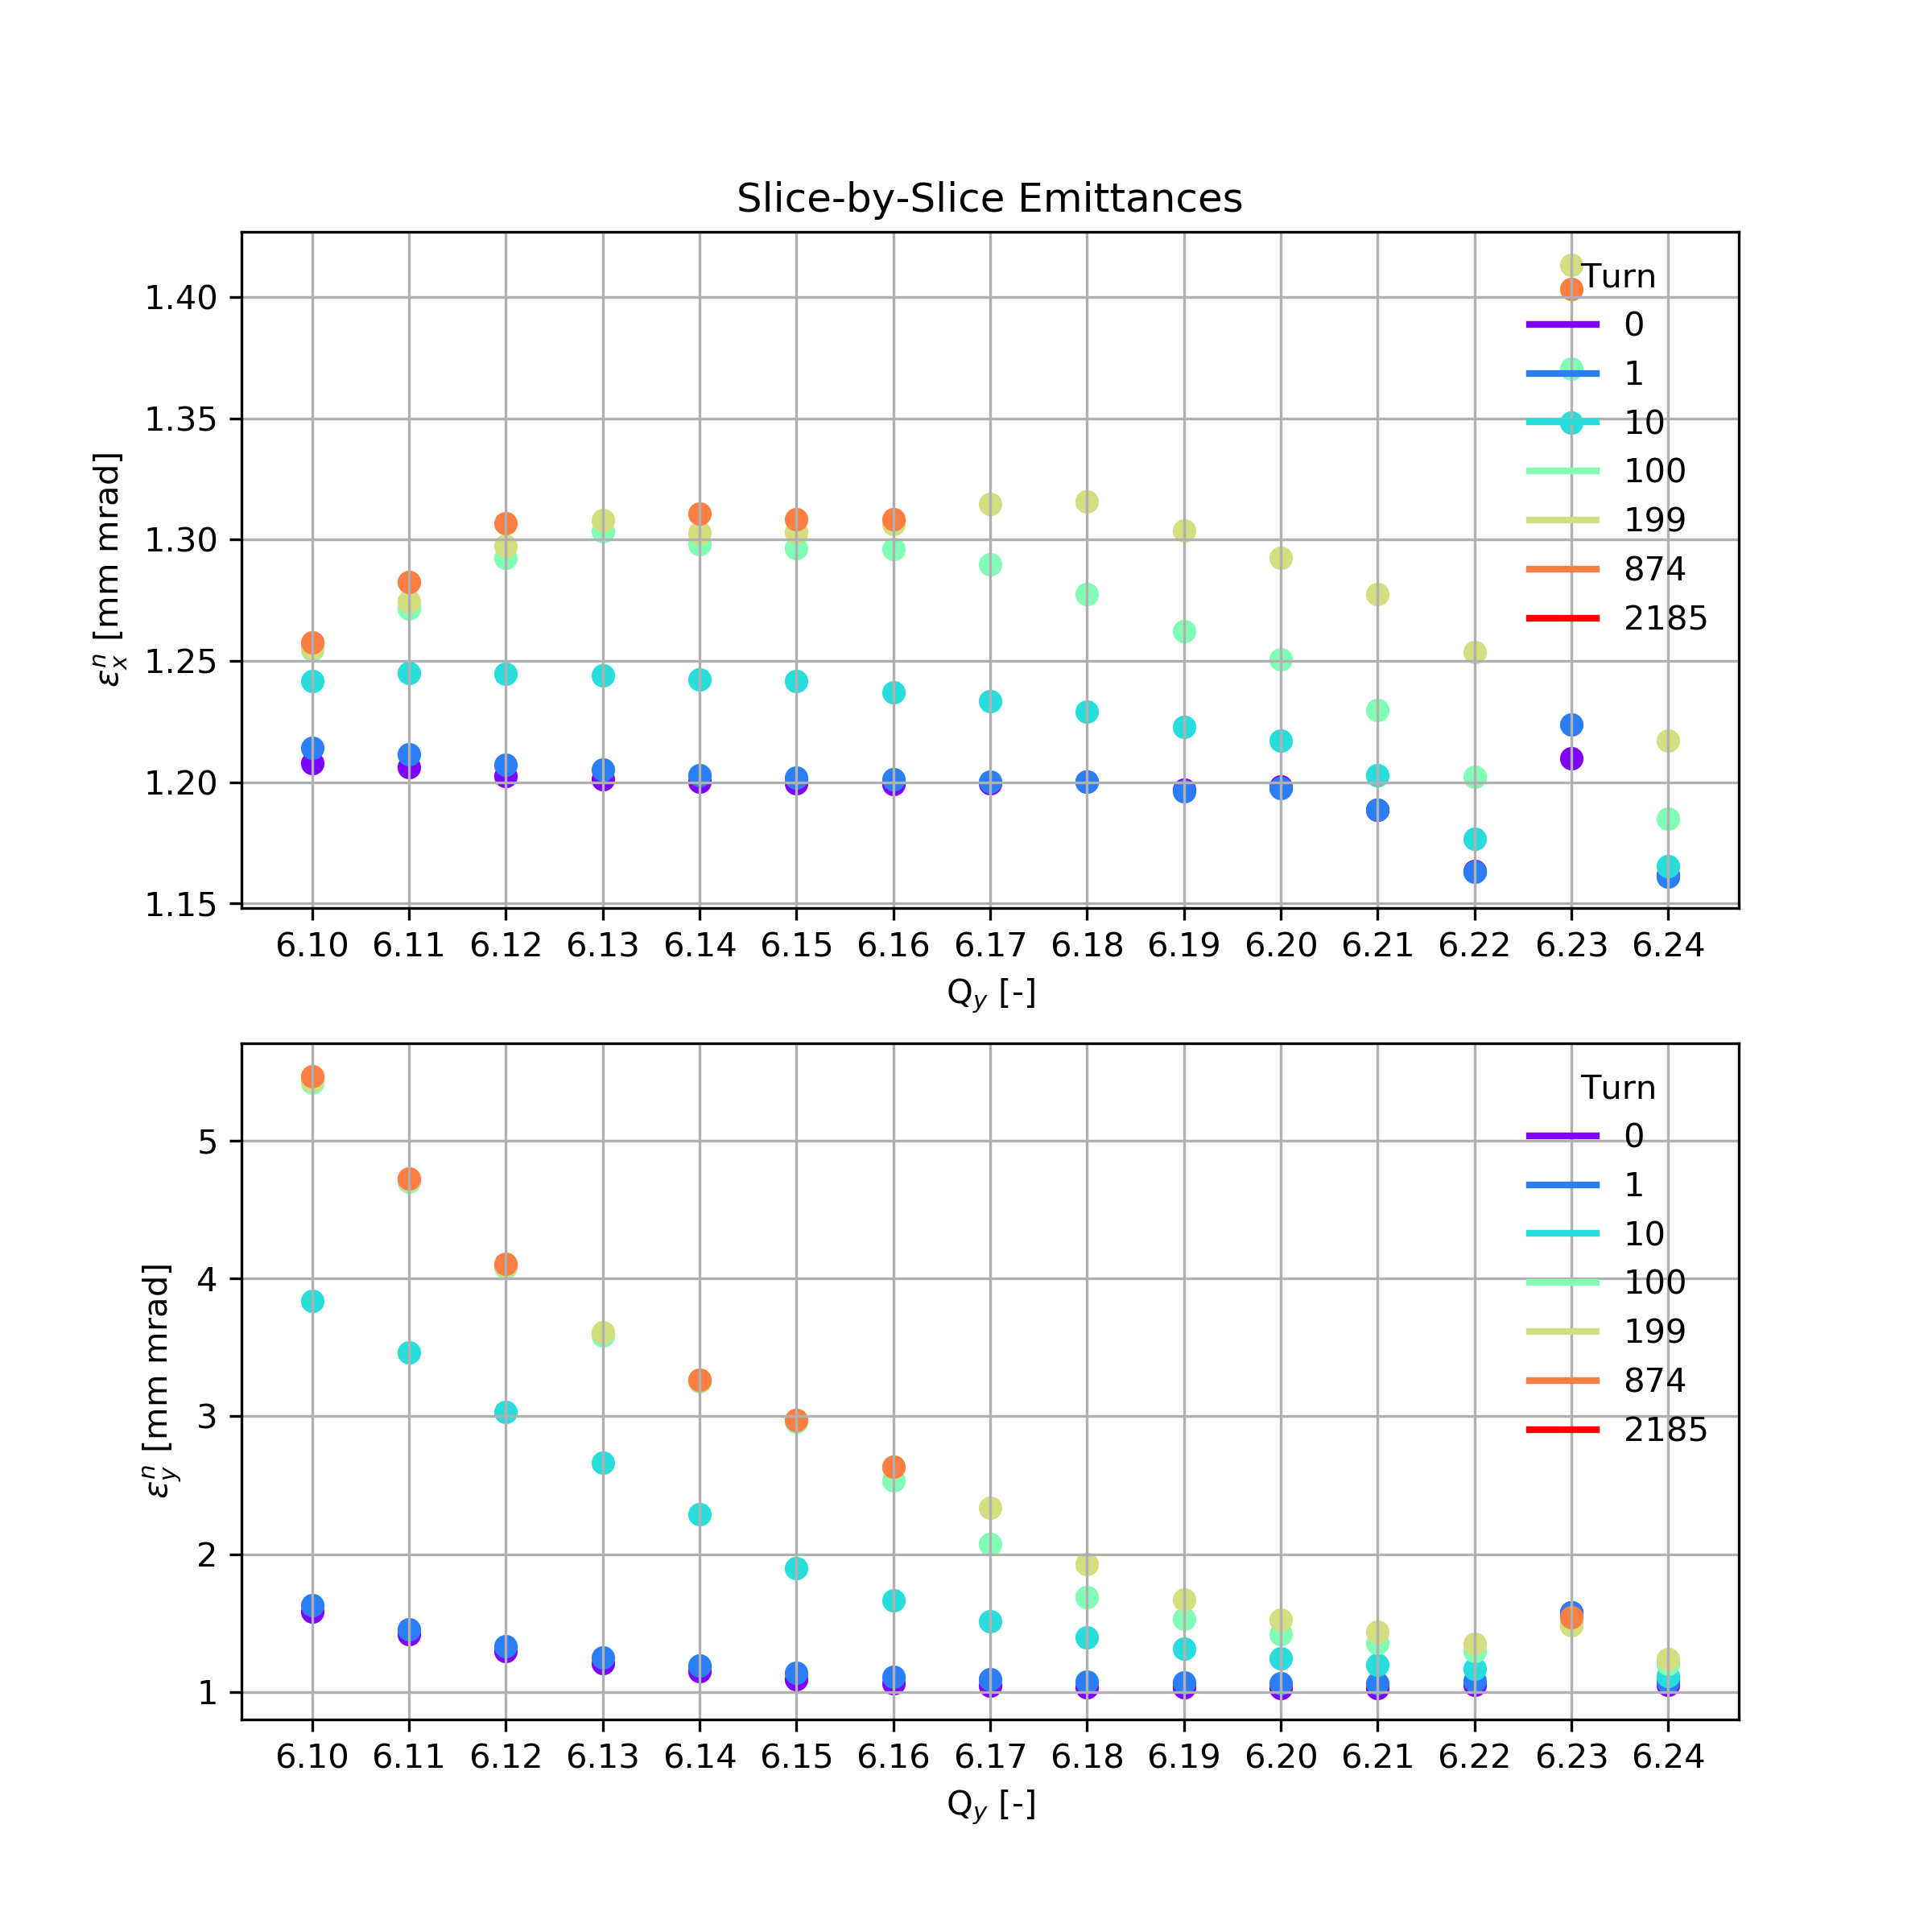 Slice-by-Slice Emittances
1.40
1.35
1.30
1.25
1.20
1.15
εₓⁿ [mm mrad]
Turn
0
1
10
100
199
874
2185
6.10 6.11 6.12 6.13 6.14 6.15 6.16 6.17 6.18 6.19 6.20 6.21 6.22 6.23 6.24
Q_y [-]
5
4
3
2
1
ε_yⁿ [mm mrad]
Turn
0
1
10
100
199
874
2185
6.10 6.11 6.12 6.13 6.14 6.15 6.16 6.17 6.18 6.19 6.20 6.21 6.22 6.23 6.24
Q_y [-]